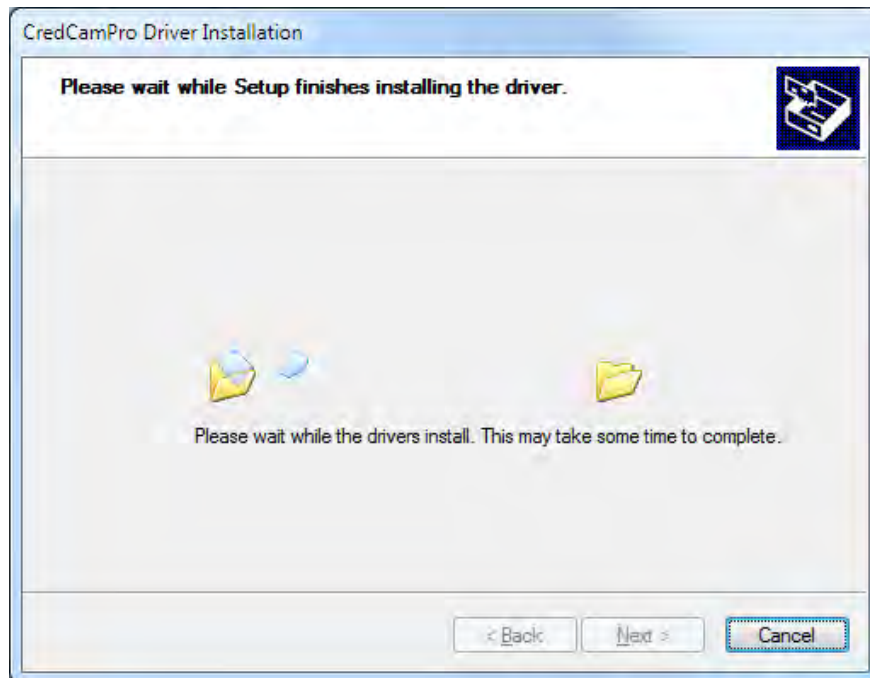 CredCamPro Driver Installation
Please wait while Setup finishes installing the driver.
Please wait while the drivers install. This may take some time to complete.
< Back Next > Cancel